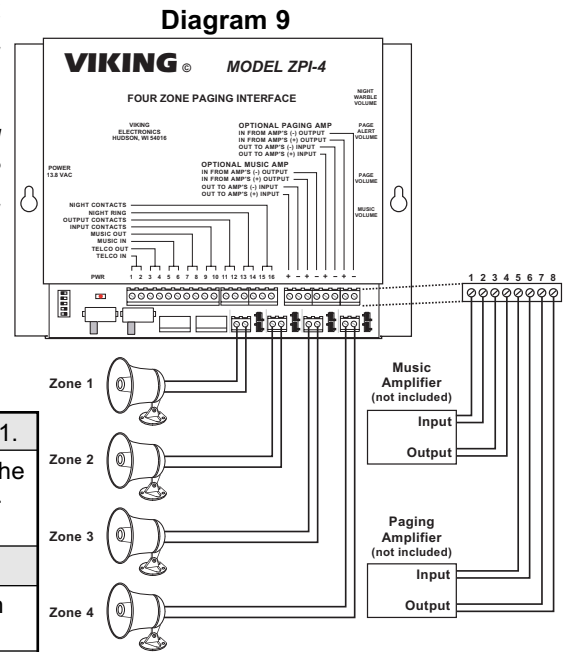 Diagram 9
VIKING ©
MODEL ZPI-4
FOUR ZONE PAGING INTERFACE
VIKING
ELECTRONICS
HUDSON, WI 54016
NIGHT
WARBLE
VOLUME
PAGE
ALERT
VOLUME
PAGE
VOLUME
MUSIC
VOLUME
POWER
13.8 VAC
OPTIONAL PAGING AMP
IN FROM AMP'S (-) OUTPUT
IN FROM AMP'S (+) OUTPUT
OUT TO AMP'S (-) INPUT
OUT TO AMP'S (+) INPUT
OPTIONAL MUSIC AMP
IN FROM AMP'S (-) OUTPUT
IN FROM AMP'S (+) OUTPUT
OUT TO AMP'S (-) INPUT
OUT TO AMP'S (+) INPUT
NIGHT CONTACTS
NIGHT RING
OUTPUT CONTACTS
INPUT CONTACTS
MUSIC OUT
MUSIC IN
TELCO OUT
TELCO IN
PWR
1 2 3 4 5 6 7 8 9 10 11 12 13 14 15 16
+ - + - + - + -
1 2 3 4 5 6 7 8
Zone 1
Zone 2
Zone 3
Zone 4
Music
Amplifier
(not included)
Input
Output
Paging
Amplifier
(not included)
Input
Output
1.